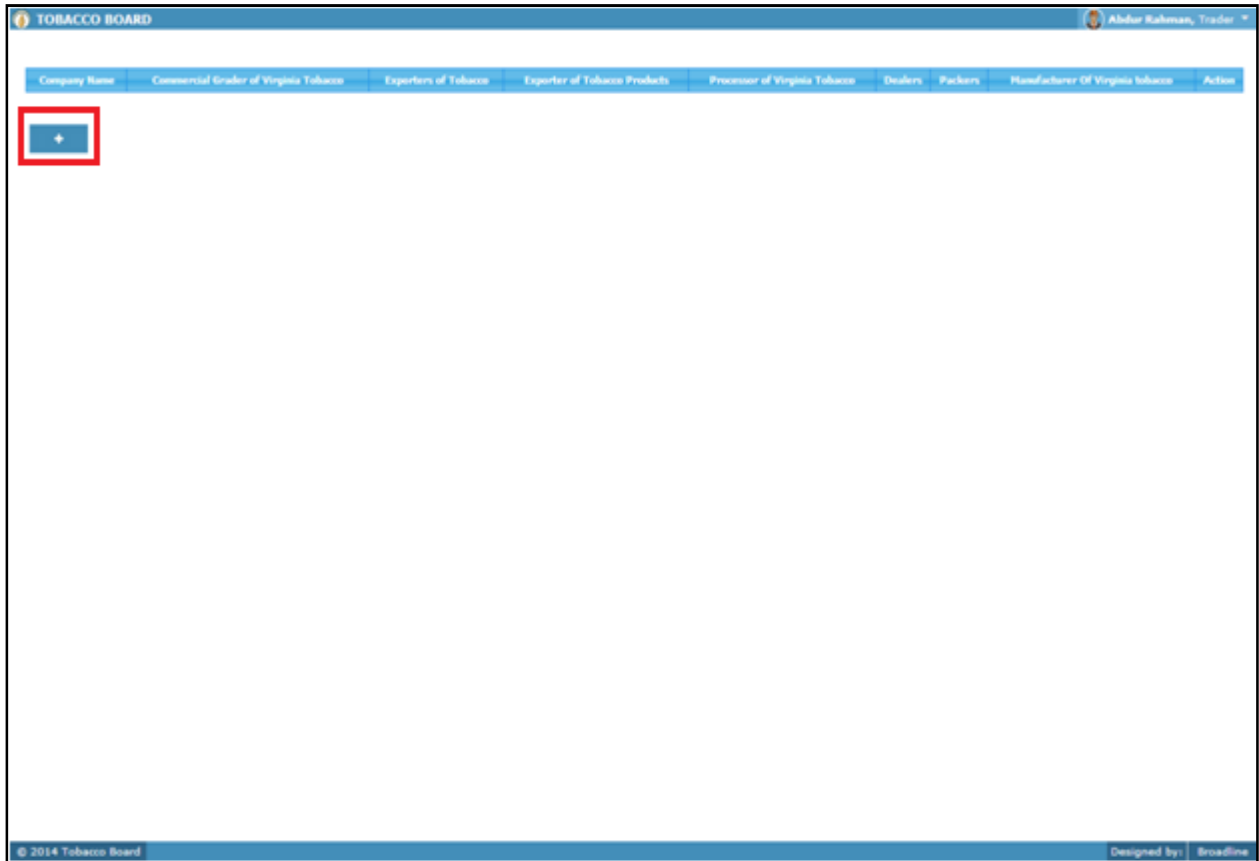 TOBACCO BOARD
Abdur Rahman, Trader
Company Name Commercial Grader of Virginia Tobacco Exporters of Tobacco Exporter of Tobacco Products Processor of Virginia Tobacco Dealers Packers Manufacturer Of Virginia tobacco Action
+
© 2014 Tobacco Board Designed by: Broadline